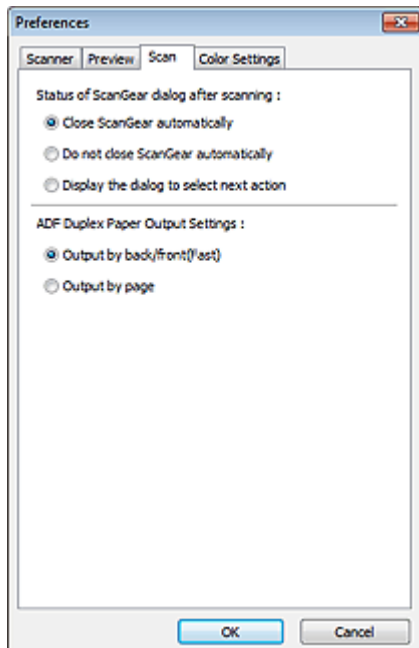 Preferences
Scanner Preview Scan Color Settings
Status of ScanGear dialog after scanning :
Close ScanGear automatically
Do not close ScanGear automatically
Display the dialog to select next action
ADF Duplex Paper Output Settings :
Output by back/front(Fast)
Output by page
OK Cancel